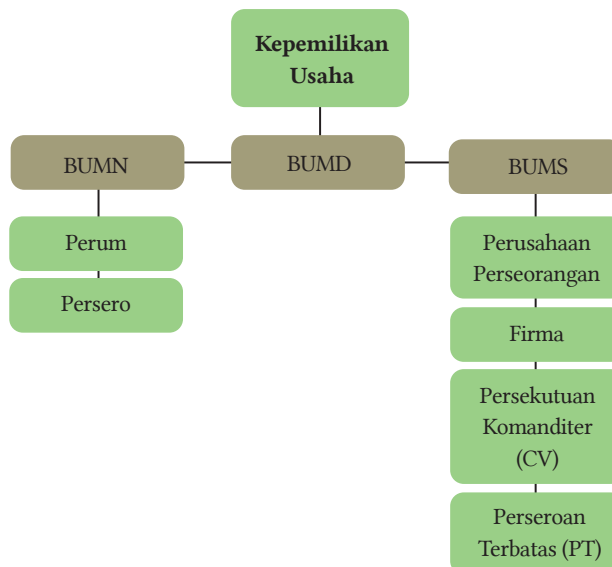 Kepemilikan
Usaha
BUMN
BUMD
BUMS
Perum
Persero
Perusahaan
Perseorangan
Firma
Persekutuan
Komanditer
(CV)
Perseroan
Terbatas (PT)